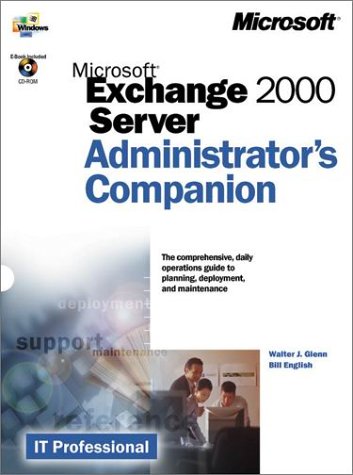 Microsoft®
Windows
E-Book Included
CD-ROM
Microsoft®
Exchange 2000
Server
Administrator's
Companion
The comprehensive, daily
operations guide to
planning, deployment,
and maintenance
deployment
support
maintenance
reference
Walter J. Glenn
Bill English
IT Professional